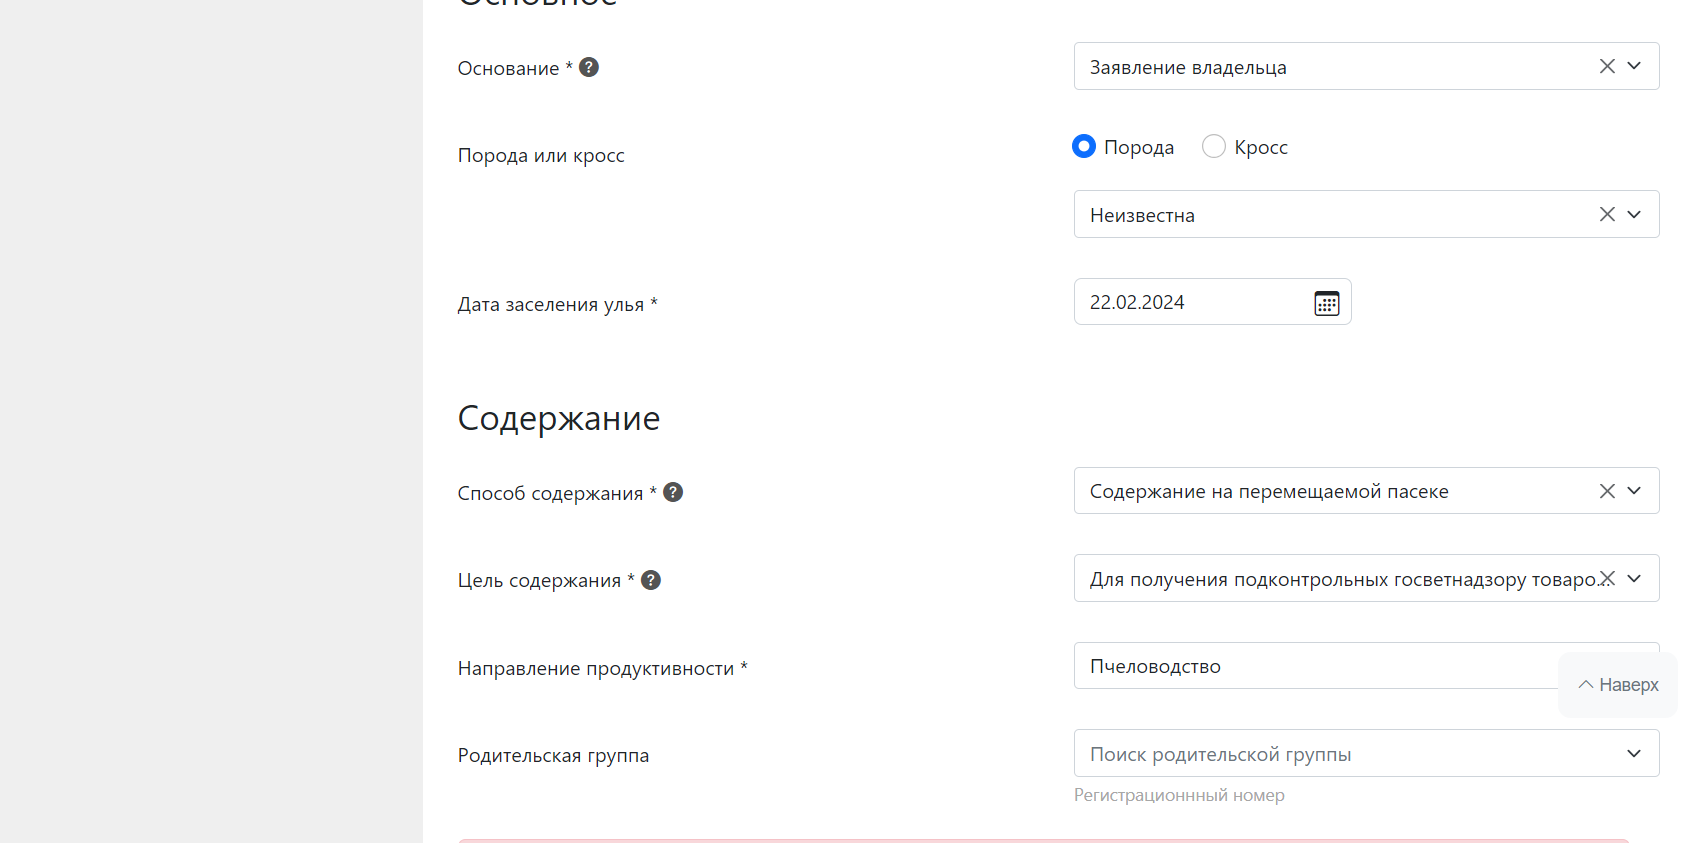 Основное
Основание *
Заявление владельца
Порода или кросс
Порода
Кросс
Неизвестна
Дата заселения улья *
22.02.2024
Содержание
Способ содержания *
Содержание на перемещаемой пасеке
Цель содержания *
Для получения подконтрольных госветнадзору товаро...
Направление продуктивности *
Пчеловодство
Наверх
Родительская группа
Поиск родительской группы
Регистрационнный номер